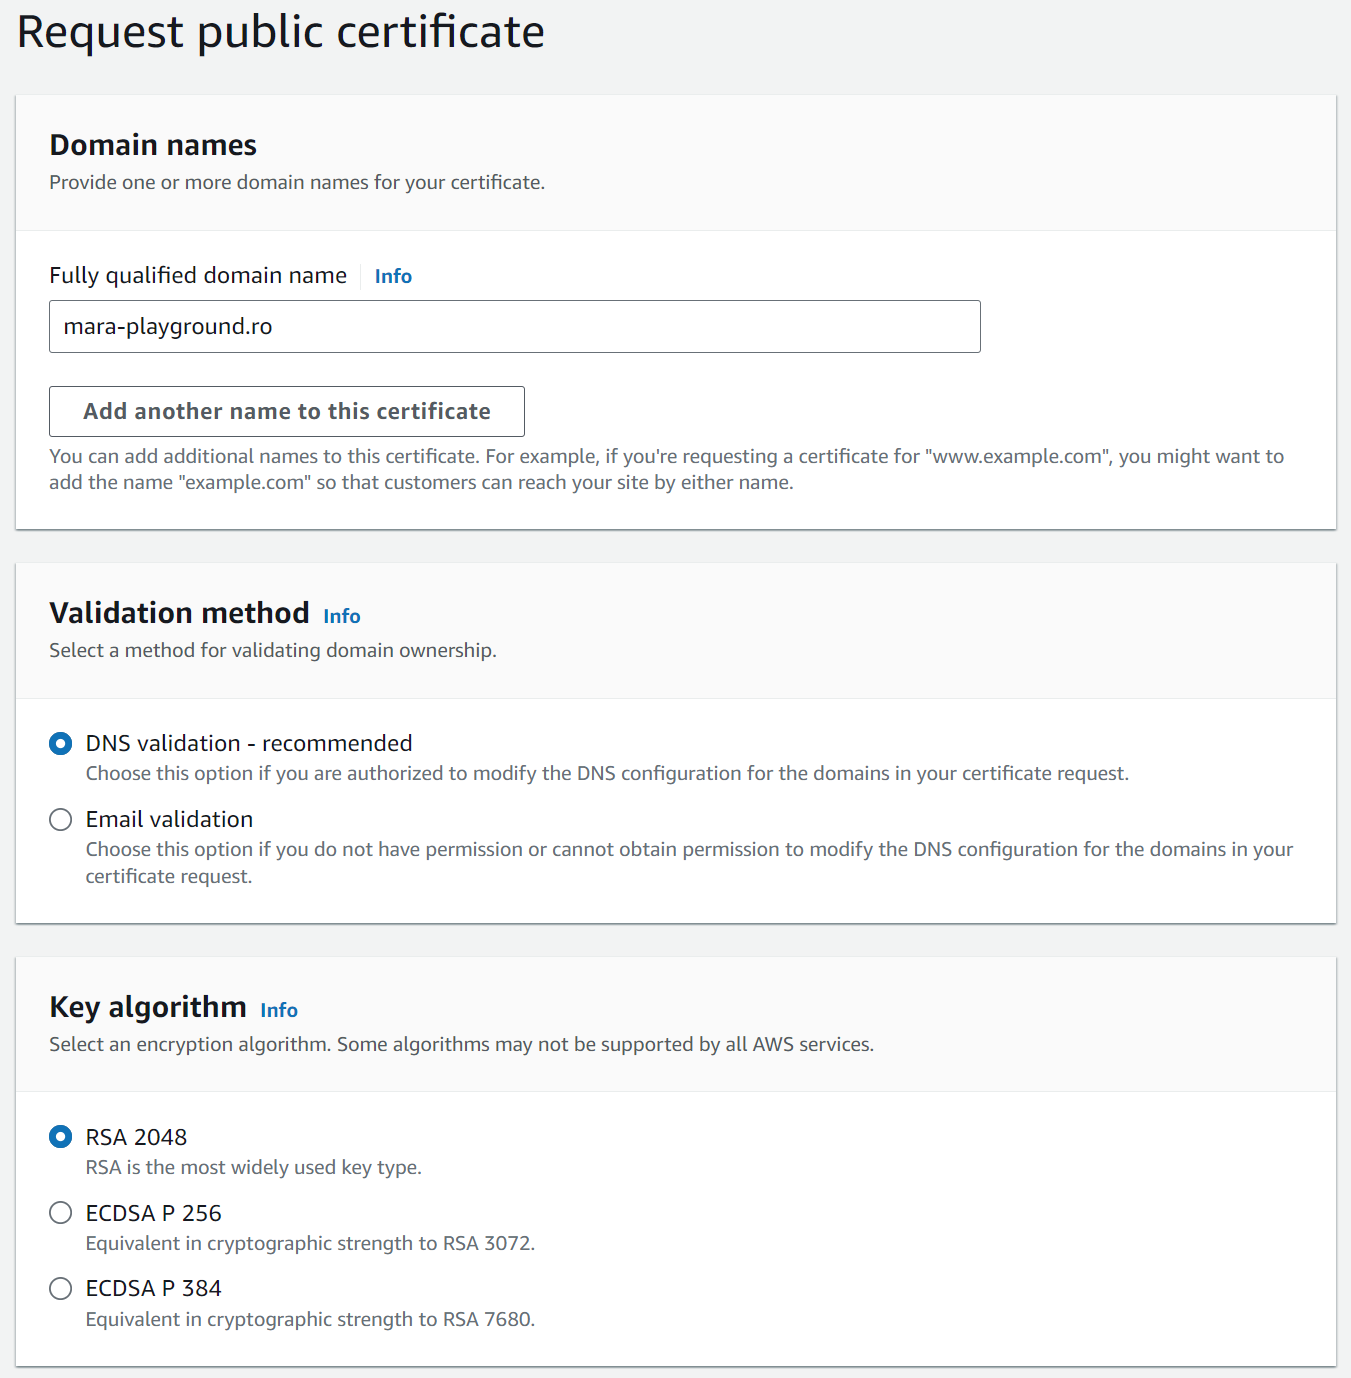 Request public certificate
Domain names
Provide one or more domain names for your certificate.
Fully qualified domain name Info
mara-playground.ro
Add another name to this certificate
You can add additional names to this certificate. For example, if you're requesting a certificate for "www.example.com", you might want to
add the name "example.com" so that customers can reach your site by either name.
Validation method Info
Select a method for validating domain ownership.
DNS validation - recommended
Choose this option if you are authorized to modify the DNS configuration for the domains in your certificate request.
Email validation
Choose this option if you do not have permission or cannot obtain permission to modify the DNS configuration for the domains in your
certificate request.
Key algorithm Info
Select an encryption algorithm. Some algorithms may not be supported by all AWS services.
RSA 2048
RSA is the most widely used key type.
ECDSA P 256
Equivalent in cryptographic strength to RSA 3072.
ECDSA P 384
Equivalent in cryptographic strength to RSA 7680.